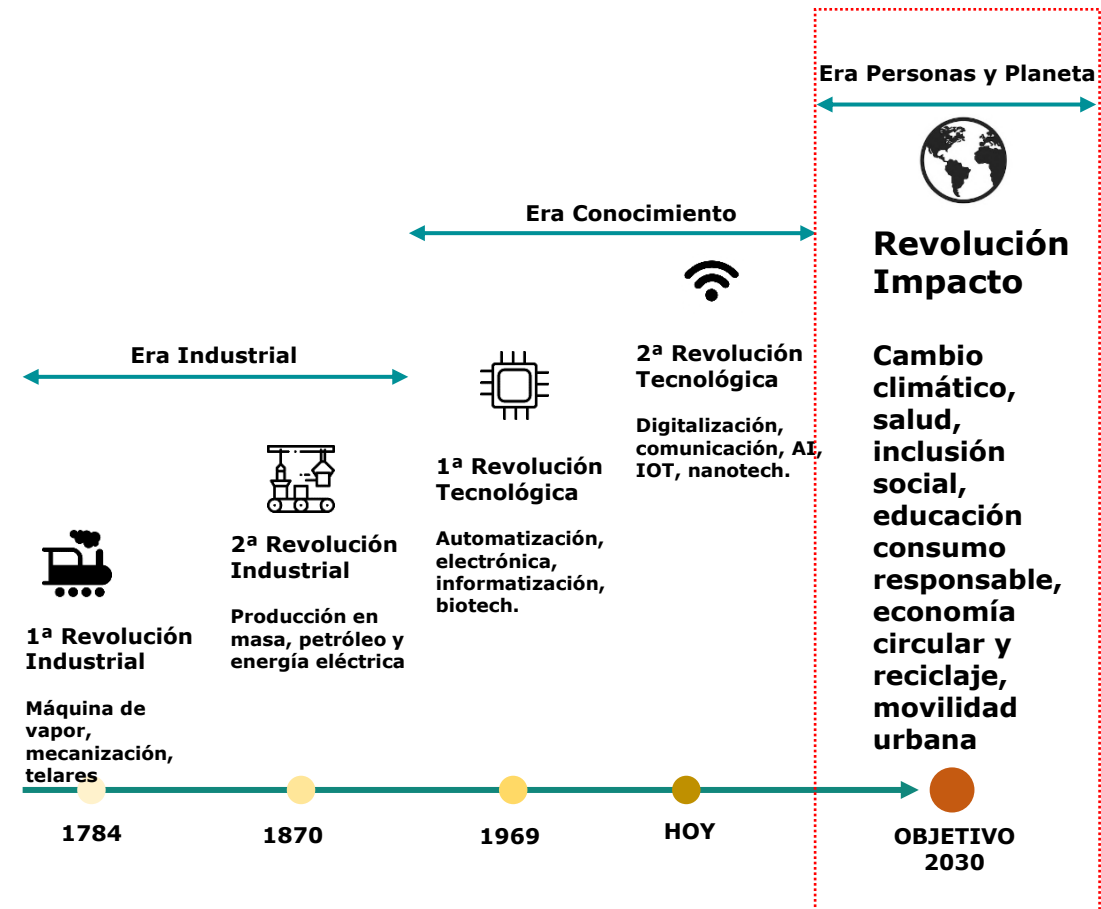 Era Industrial
1ª Revolución
Industrial
Máquina de
vapor,
mecanización,
telares
2ª Revolución
Industrial
Producción en
masa, petróleo y
energía eléctrica
Era Conocimiento
1ª Revolución
Tecnológica
Automatización,
electrónica,
informatización,
biotech.
2ª Revolución
Tecnológica
Digitalización,
comunicación, AI,
IOT, nanotech.
Era Personas y Planeta
Revolución
Impacto
Cambio
climático,
salud,
inclusión
social,
educación
consumo
responsable,
economía
circular y
reciclaje,
movilidad
urbana
1784
1870
1969
HOY
OBJETIVO
2030